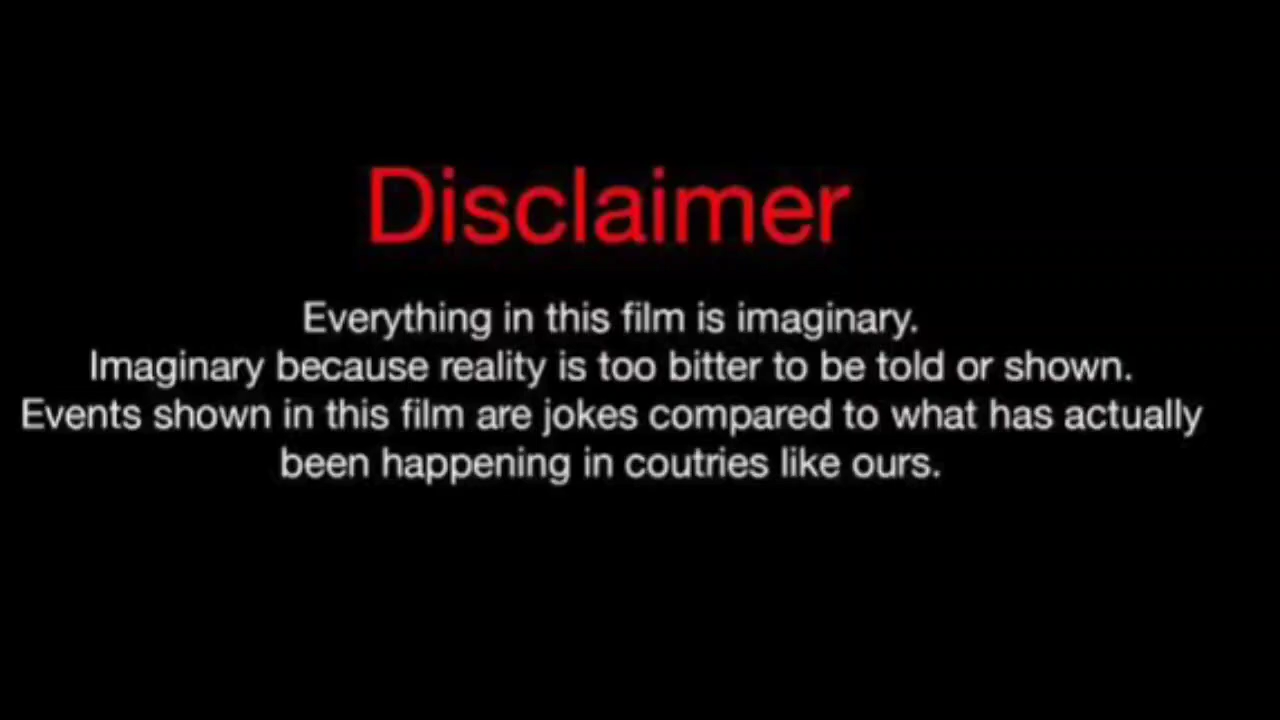 Disclaimer
Everything in this film is imaginary.
Imaginary because reality is too bitter to be told or shown.
Events shown in this film are jokes compared to what has actually
been happening in coutries like ours.